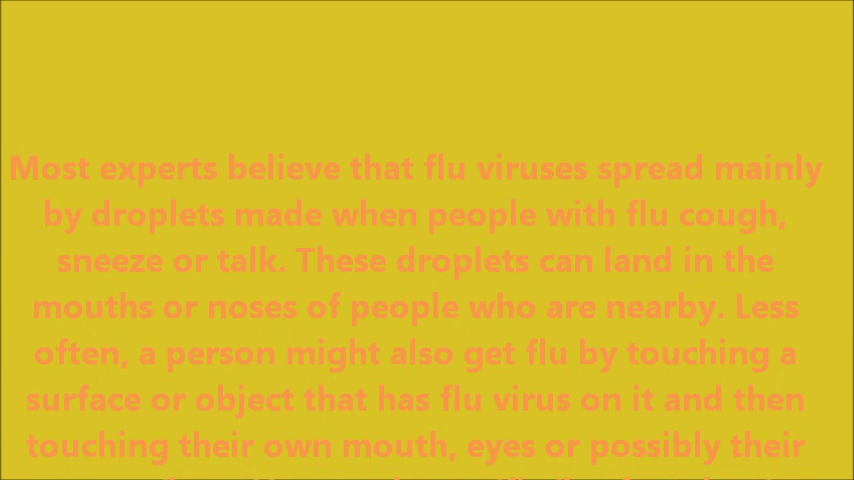 Most experts believe that flu viruses spread mainly
by droplets made when people with flu cough,
sneeze or talk. These droplets can land in the
mouths or noses of people who are nearby. Less
often, a person might also get flu by touching a
surface or object that has flu virus on it and then
touching their own mouth, eyes or possibly their